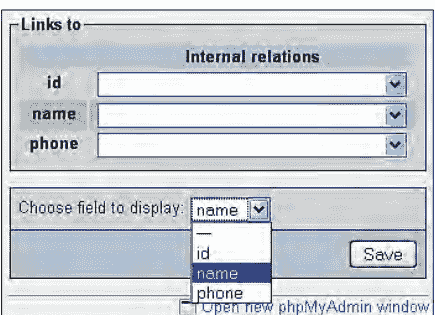 Links to
Internal relations
id
name
phone
Choose field to display: name
—
id
name
phone
Save
Open new phpMyAdmin window